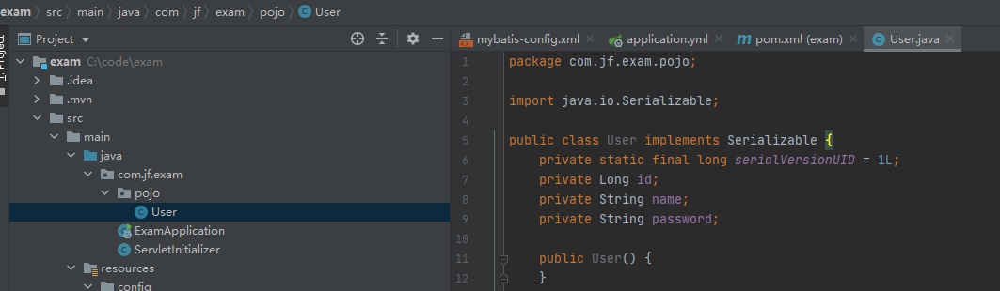 exam > src > main > java > com > jf > exam > pojo > User
Project
mybatis-config.xml
application.yml
pom.xml (exam)
User.java
exam C:\code\exam
.idea
.mvn
src
main
java
com.jf.exam
pojo
User
ExamApplication
ServletInitializer
resources
config
1 package com.jf.exam.pojo;
2
3 import java.io.Serializable;
4
5 public class User implements Serializable {
6 private static final long serialVersionUID = 1L;
7 private Long id;
8 private String name;
9 private String password;
10
11 public User() {
12 }